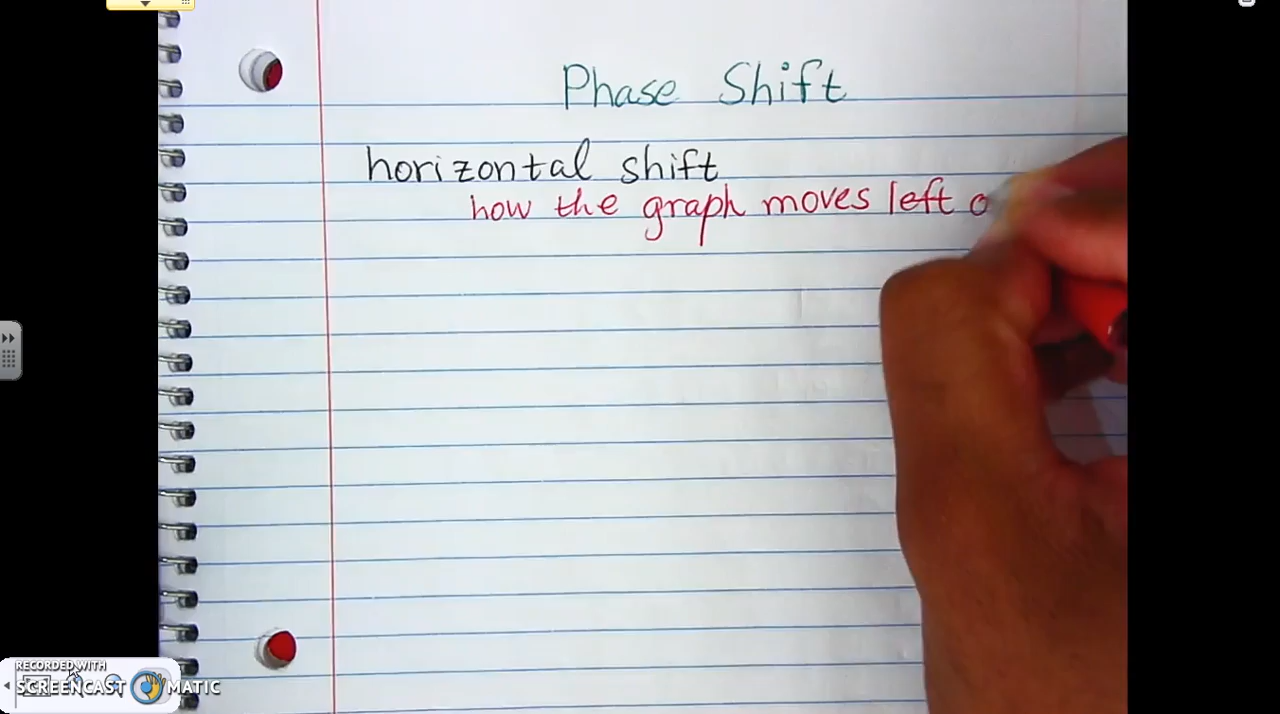 Phase Shift
horizontal shift
how the graph moves left o
RECORDED WITH
SCREENCAST MATIC